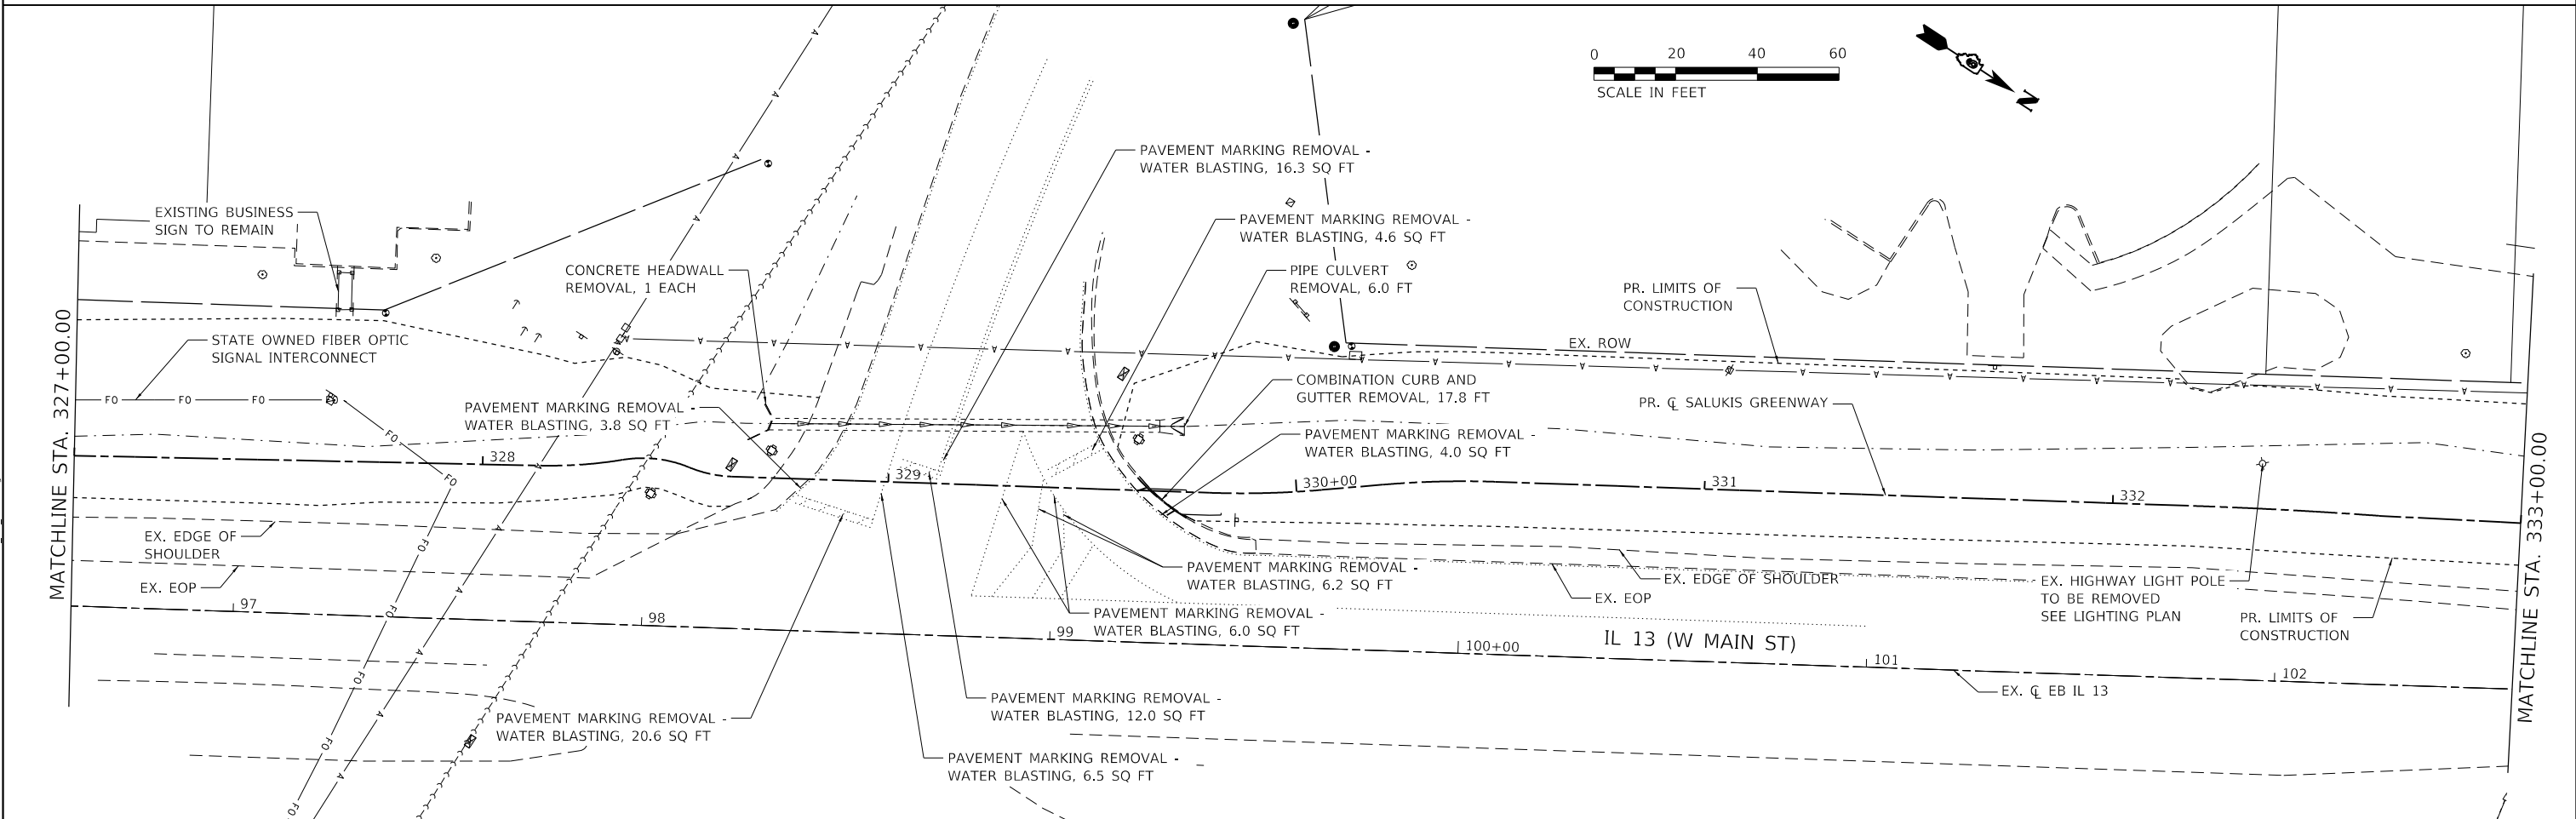 0 20 40 60
SCALE IN FEET
N
PAVEMENT MARKING REMOVAL -
WATER BLASTING, 16.3 SQ FT
EXISTING BUSINESS
SIGN TO REMAIN
PAVEMENT MARKING REMOVAL -
WATER BLASTING, 4.6 SQ FT
CONCRETE HEADWALL
REMOVAL, 1 EACH
PIPE CULVERT
REMOVAL, 6.0 FT
PR. LIMITS OF
CONSTRUCTION
STATE OWNED FIBER OPTIC
SIGNAL INTERCONNECT
EX. ROW
MATCHLINE STA. 327+00.00
FO FO FO
FO
FO
FO
FO
FO
FO
FO
A
A
A
A
A
A
A
A
A
PAVEMENT MARKING REMOVAL -
WATER BLASTING, 3.8 SQ FT
COMBINATION CURB AND
GUTTER REMOVAL, 17.8 FT
PR. ℄ SALUKIS GREENWAY
PAVEMENT MARKING REMOVAL -
WATER BLASTING, 4.0 SQ FT
328
329
330+00
331
332
MATCHLINE STA. 333+00.00
EX. EDGE OF
SHOULDER
EX. EOP
PAVEMENT MARKING REMOVAL -
WATER BLASTING, 6.2 SQ FT
EX. EDGE OF SHOULDER
EX. EOP
EX. HIGHWAY LIGHT POLE
TO BE REMOVED
SEE LIGHTING PLAN
PR. LIMITS OF
CONSTRUCTION
PAVEMENT MARKING REMOVAL -
WATER BLASTING, 6.0 SQ FT
97
98
99
100+00
101
102
IL 13 (W MAIN ST)
EX. ℄ EB IL 13
PAVEMENT MARKING REMOVAL -
WATER BLASTING, 20.6 SQ FT
PAVEMENT MARKING REMOVAL -
WATER BLASTING, 12.0 SQ FT
PAVEMENT MARKING REMOVAL -
WATER BLASTING, 6.5 SQ FT